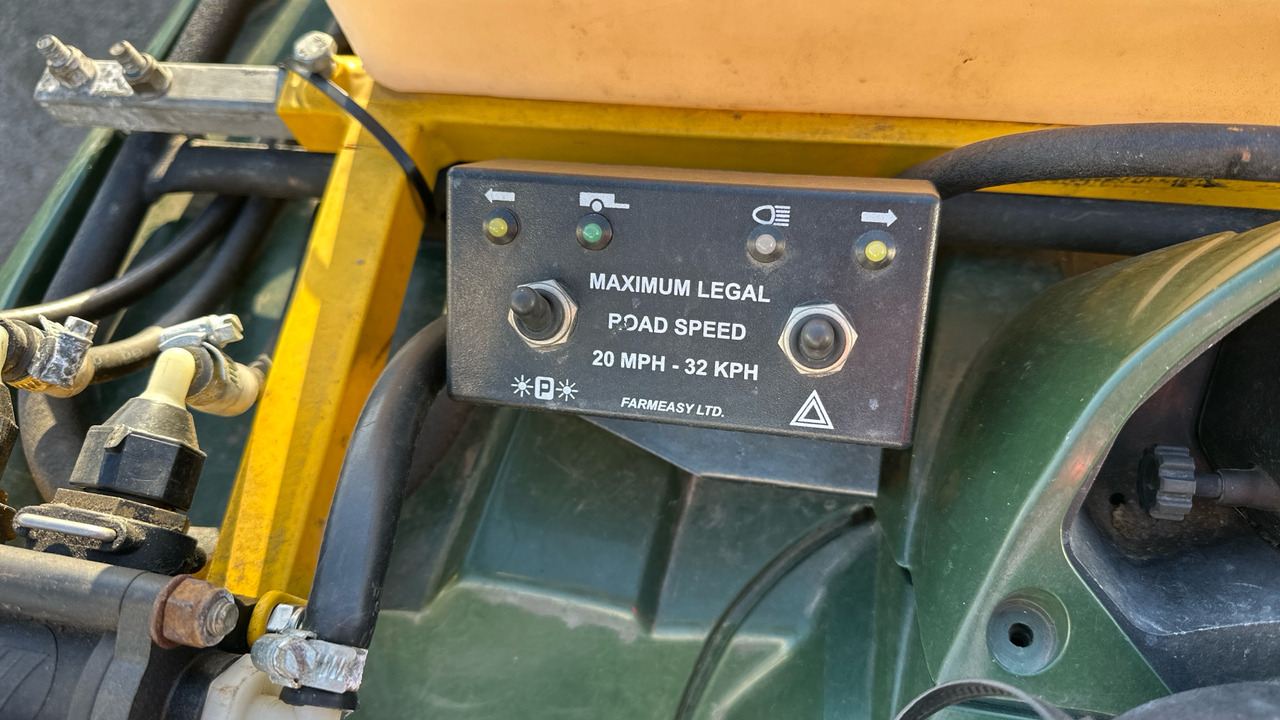 MAXIMUM LEGAL
ROAD SPEED
20 MPH - 32 KPH
P
FARMEASY LTD.